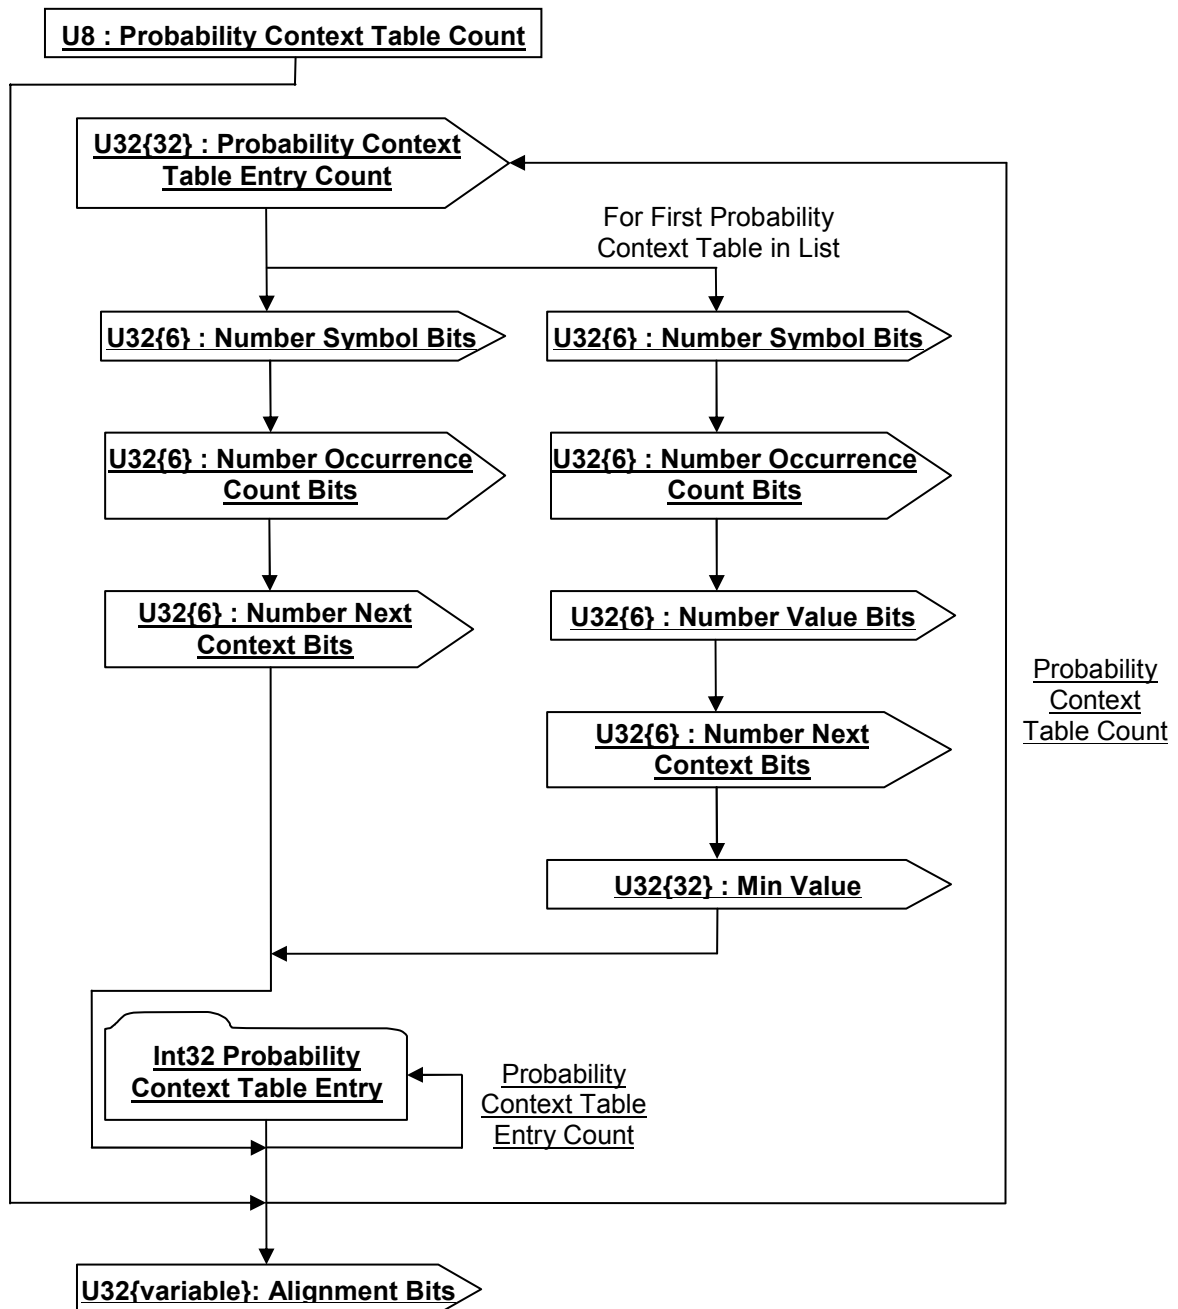 U8 : Probability Context Table Count
U32{32} : Probability Context
Table Entry Count
For First Probability
Context Table in List
U32{6} : Number Symbol Bits
U32{6} : Number Symbol Bits
U32{6} : Number Occurrence
Count Bits
U32{6} : Number Occurrence
Count Bits
U32{6} : Number Next
Context Bits
U32{6} : Number Value Bits
Probability
Context
Table Count
U32{6} : Number Next
Context Bits
U32{32} : Min Value
Int32 Probability
Context Table Entry
Probability
Context Table
Entry Count
U32{variable}: Alignment Bits